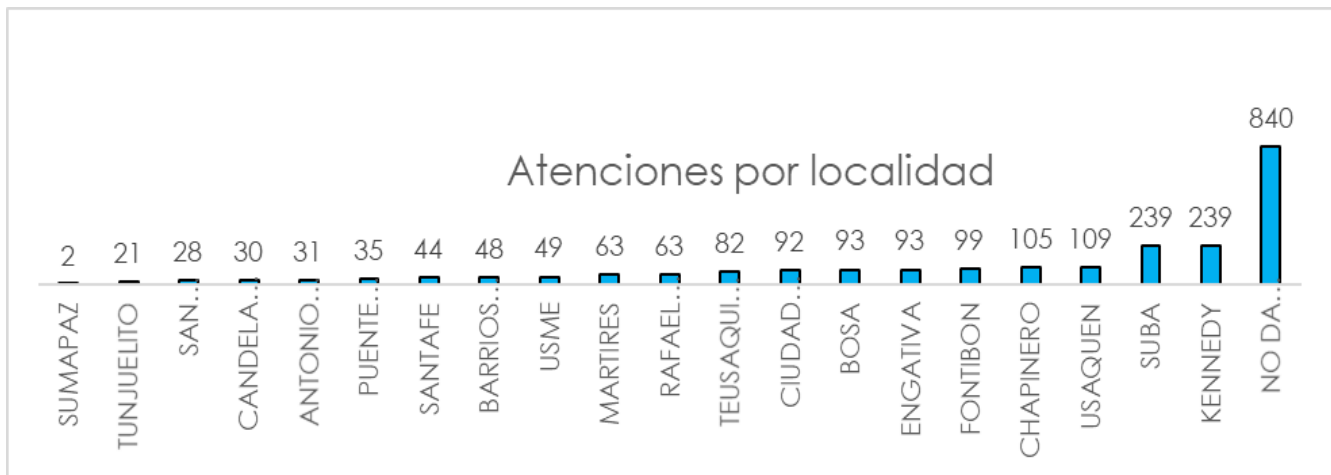 Atenciones por localidad
2
21
28
30
31
35
44
48
49
63
63
82
92
93
93
99
105
109
239
239
840
SUMAPAZ
TUNJUELITO
SAN..
CANDELA..
ANTONIO..
PUENTE..
SANTAFE
BARRIOS..
USME
MARTIRES
RAFAEL..
TEUSAQUI..
CIUDAD..
BOSA
ENGATIVA
FONTIBON
CHAPINERO
USAQUEN
SUBA
KENNEDY
NO DA..